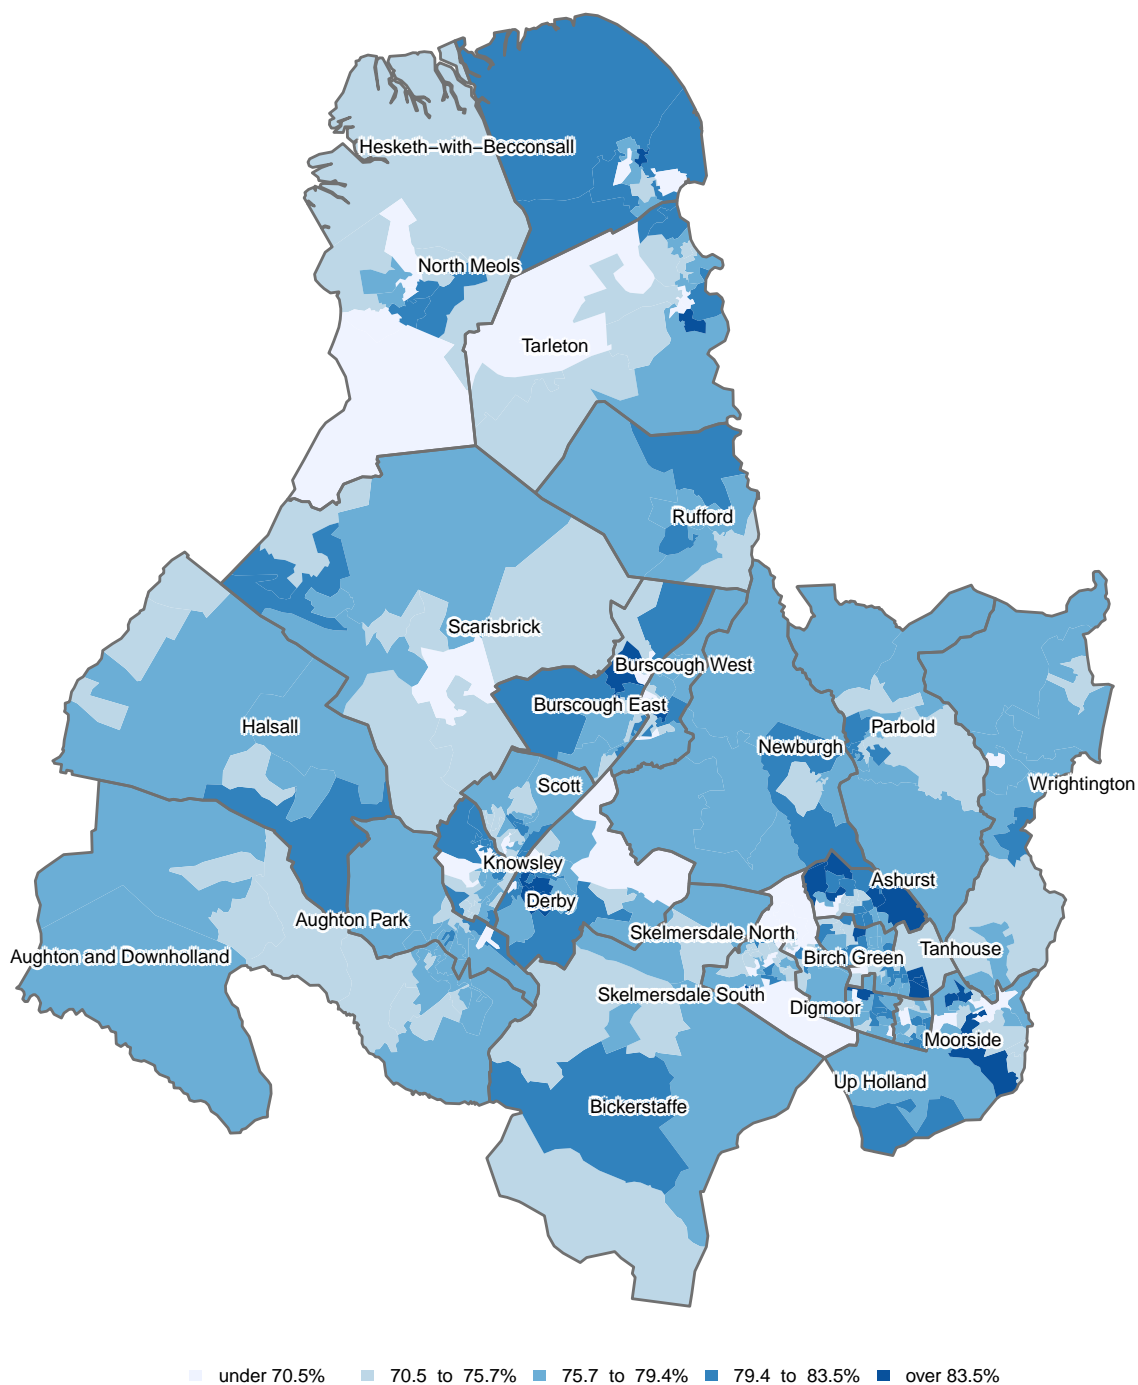 Hesketh−with−Becconsall
North Meols
Tarleton
Rufford
Scarisbrick
Burscough West
Burscough East
Halsall
Parbold
Newburgh
Wrightington
Scott
Knowsley
Ashurst
Derby
Aughton Park
Skelmersdale North
Tanhouse
Aughton and Downholland
Birch Green
Skelmersdale South
Digmoor
Moorside
Up Holland
Bickerstaffe
under 70.5% 70.5 to 75.7% 75.7 to 79.4% 79.4 to 83.5% over 83.5%